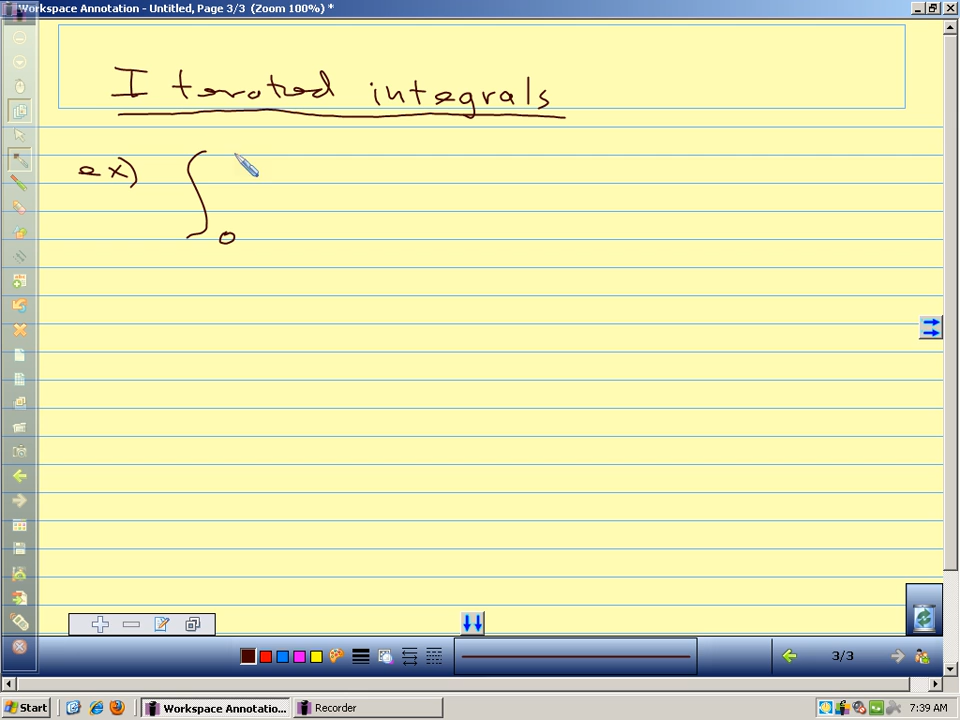 Workspace Annotation - Untitled, Page 3/3 (Zoom 100%) *
Iterated integrals
ex) ∫₀
3/3
Start
Workspace Annotatio...
Recorder
7:39 AM